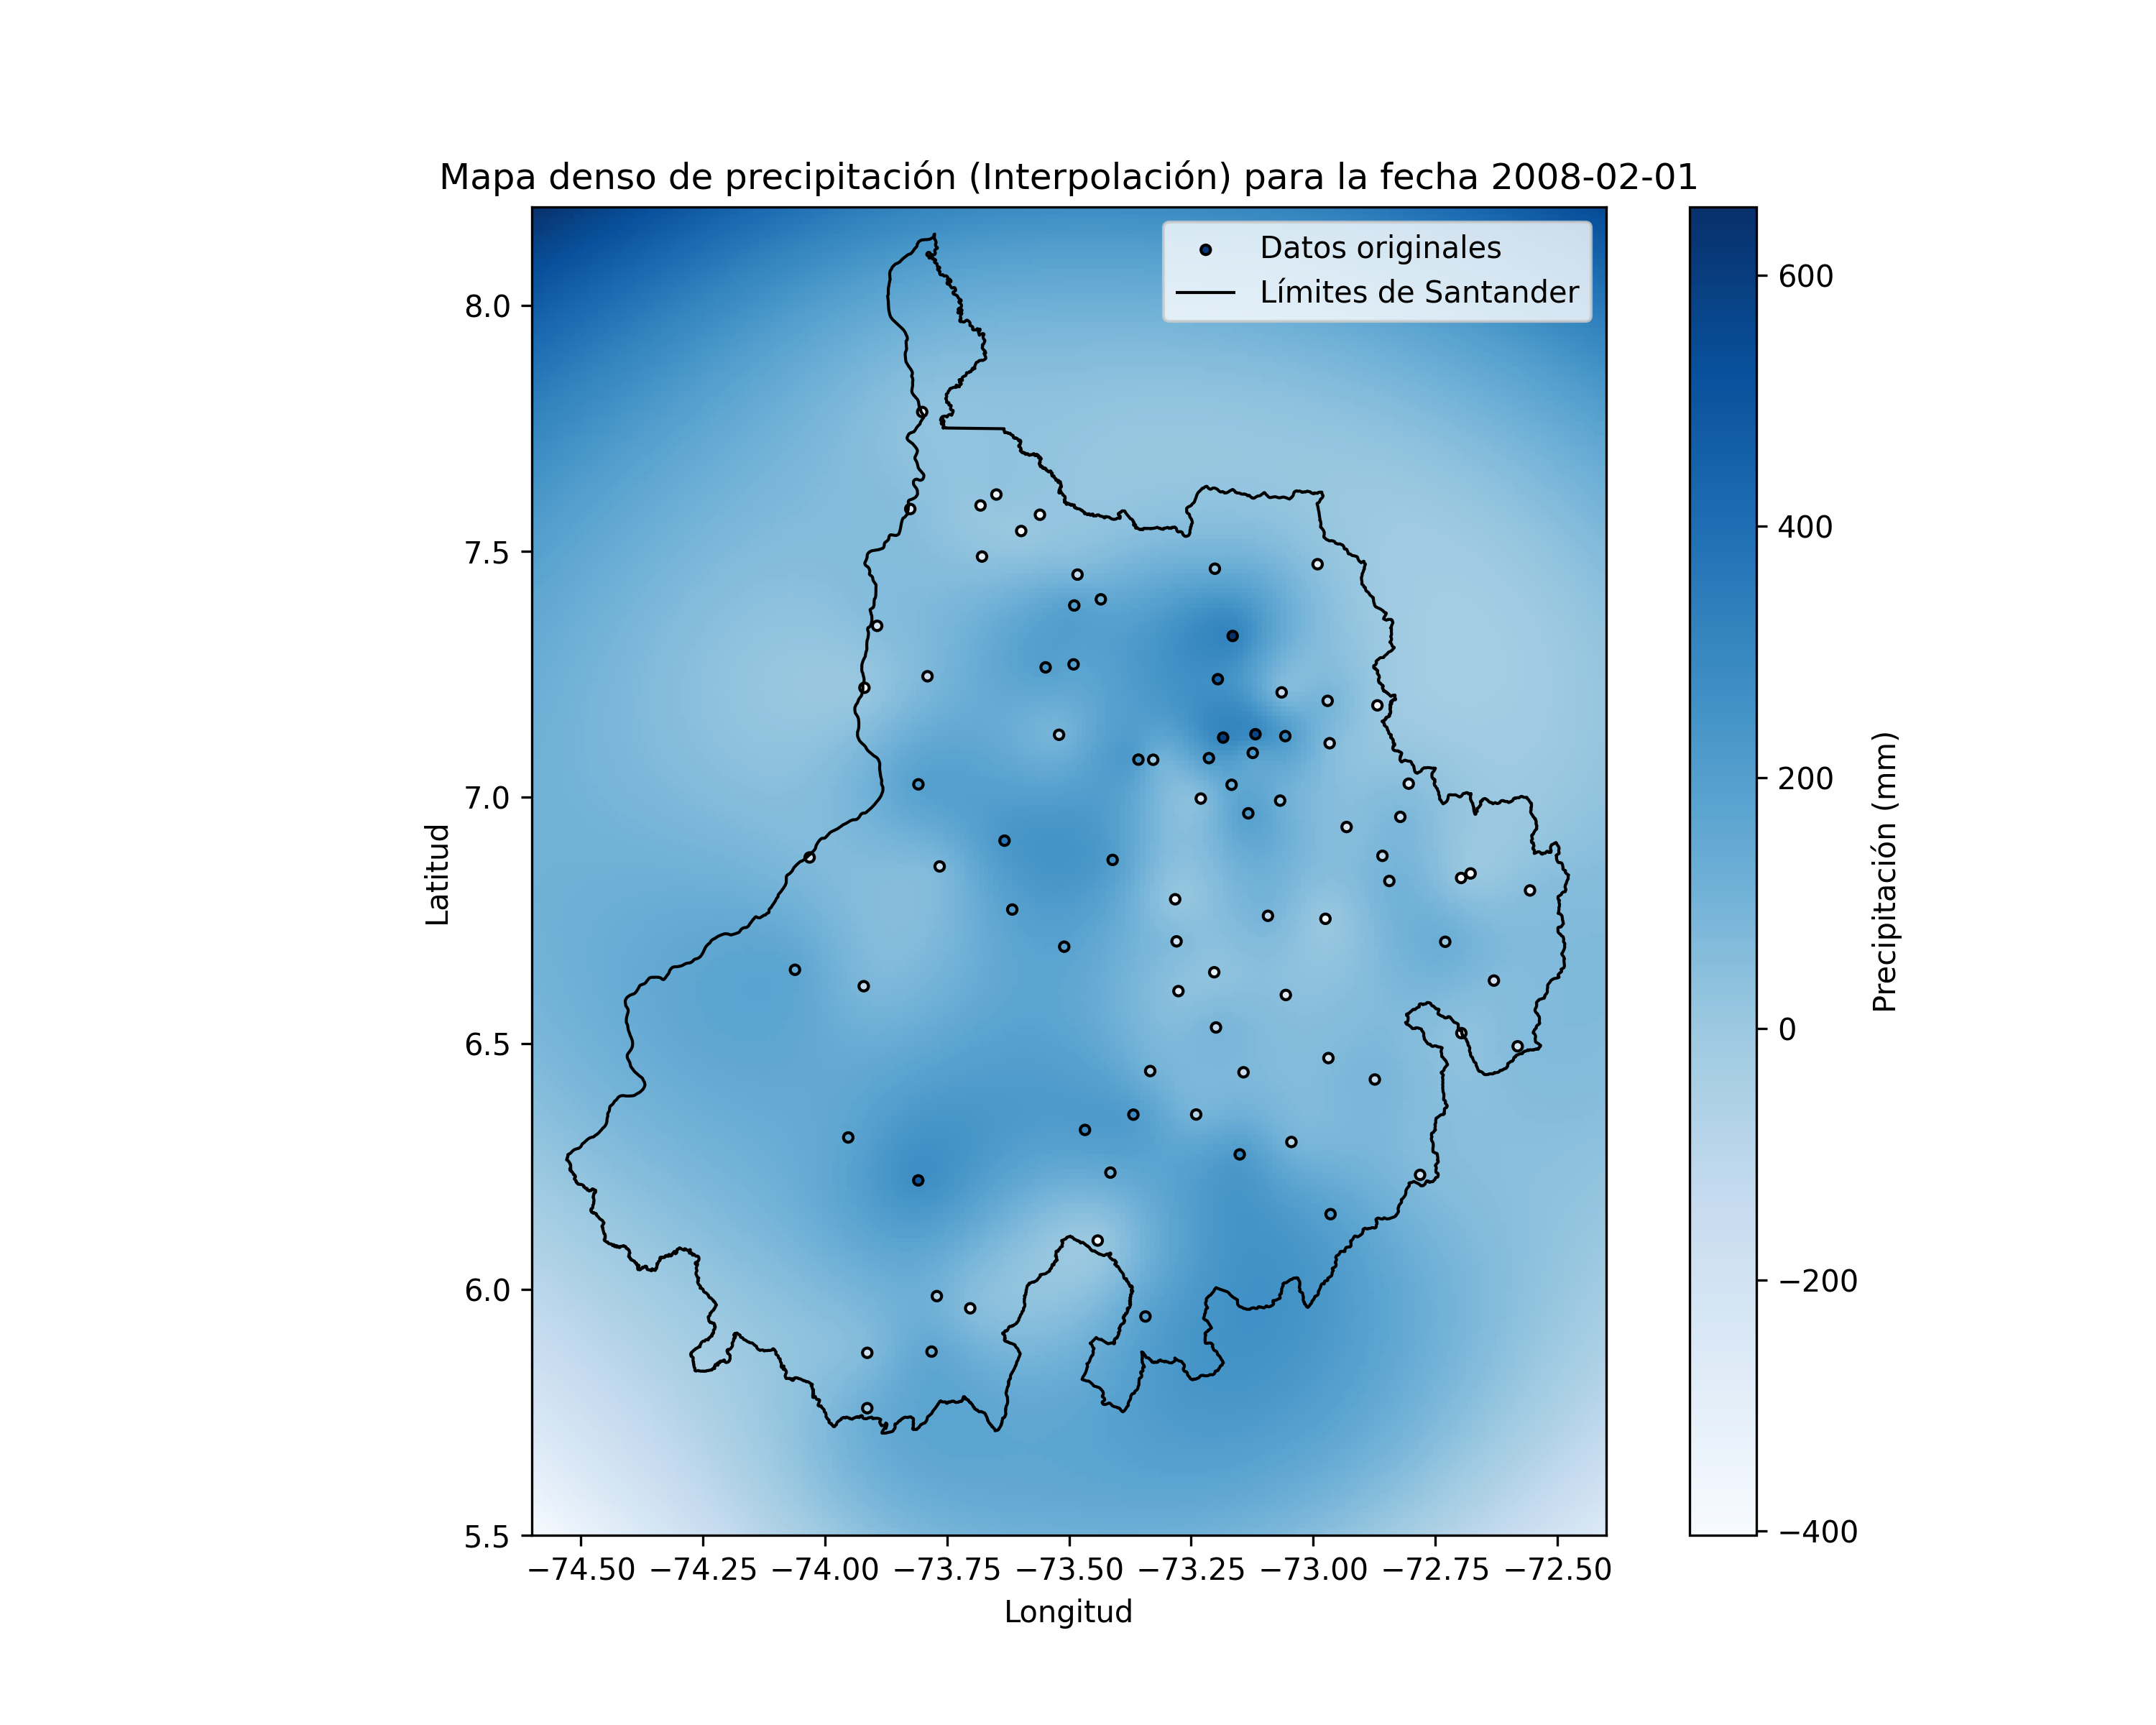 Mapa denso de precipitación (Interpolación) para la fecha 2008-02-01
Datos originales
Límites de Santander
8.0
7.5
7.0
6.5
6.0
5.5
Latitud
−74.50 −74.25 −74.00 −73.75 −73.50 −73.25 −73.00 −72.75 −72.50
Longitud
600
400
200
0
−200
−400
Precipitación (mm)